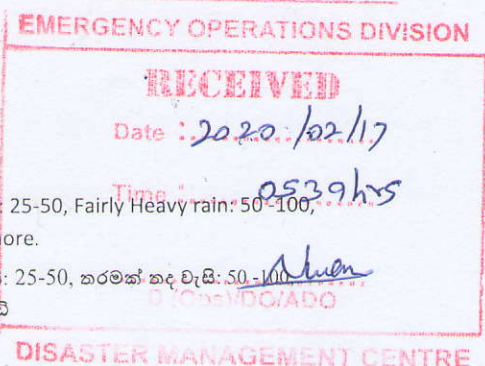 EMERGENCY OPERATIONS DIVISION
RECEIVED
Date : 2020/02/17
Time : 0539hrs
: 25-50, Fairly Heavy rain: 50 -100,
ore.
: 25-50, තරමක් තද වැසි: 50 -100
D (Ops)/DO/ADO
DISASTER MANAGEMENT CENTRE